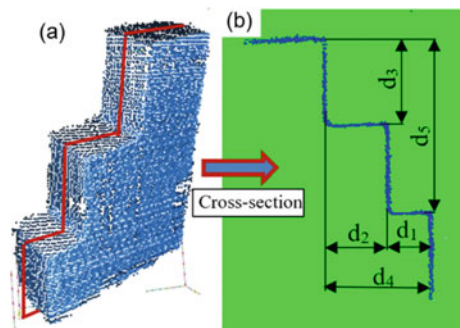 (a)
(b)
Cross-section
d₃
d₅
d₂
d₁
d₄